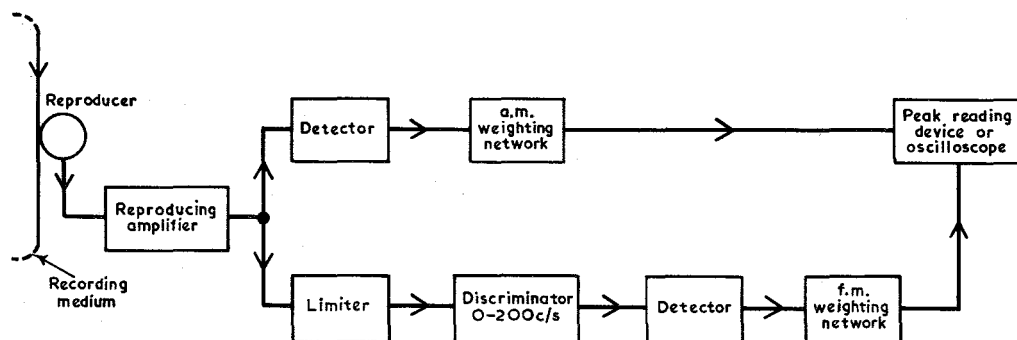 Reproducer
Recording
medium
Reproducing
amplifier
Detector
a.m.
weighting
network
Peak reading
device or
oscilloscope
Limiter
Discriminator
0-200c/s
Detector
f.m.
weighting
network